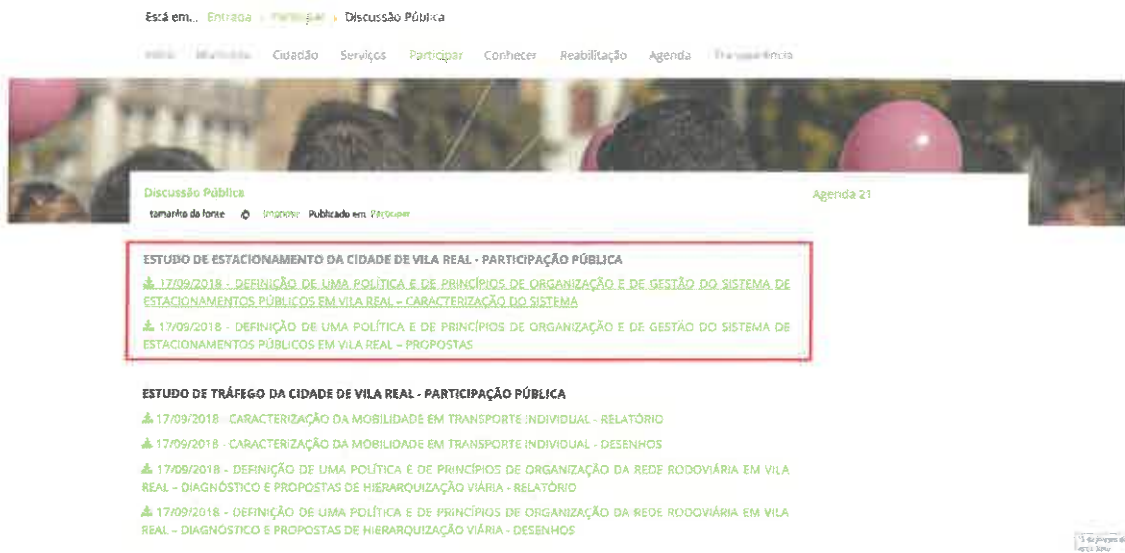 Está em... Entrada Participar Discussão Pública
Cidadão Serviços Participar Conhecer Reabilitação Agenda Transparência
Discussão Pública
Agenda 21
tamanho da fonte Imprimir Publicado em Participar
ESTUDO DE ESTACIONAMENTO DA CIDADE DE VILA REAL - PARTICIPAÇÃO PÚBLICA
17/09/2018 - DEFINIÇÃO DE UMA POLÍTICA E DE PRINCÍPIOS DE ORGANIZAÇÃO E DE GESTÃO DO SISTEMA DE
ESTACIONAMENTOS PÚBLICOS EM VILA REAL – CARACTERIZAÇÃO DO SISTEMA
17/09/2018 - DEFINIÇÃO DE UMA POLÍTICA E DE PRINCÍPIOS DE ORGANIZAÇÃO E DE GESTÃO DO SISTEMA DE
ESTACIONAMENTOS PÚBLICOS EM VILA REAL – PROPOSTAS
ESTUDO DE TRÁFEGO DA CIDADE DE VILA REAL - PARTICIPAÇÃO PÚBLICA
17/09/2018 - CARACTERIZAÇÃO DA MOBILIDADE EM TRANSPORTE INDIVIDUAL - RELATÓRIO
17/09/2018 - CARACTERIZAÇÃO DA MOBILIDADE EM TRANSPORTE INDIVIDUAL - DESENHOS
17/09/2018 - DEFINIÇÃO DE UMA POLÍTICA E DE PRINCÍPIOS DE ORGANIZAÇÃO DA REDE RODOVIÁRIA EM VILA
REAL – DIAGNÓSTICO E PROPOSTAS DE HIERARQUIZAÇÃO VIÁRIA - RELATÓRIO
17/09/2018 - DEFINIÇÃO DE UMA POLÍTICA E DE PRINCÍPIOS DE ORGANIZAÇÃO DA REDE RODOVIÁRIA EM VILA
REAL – DIAGNÓSTICO E PROPOSTAS DE HIERARQUIZAÇÃO VIÁRIA - DESENHOS